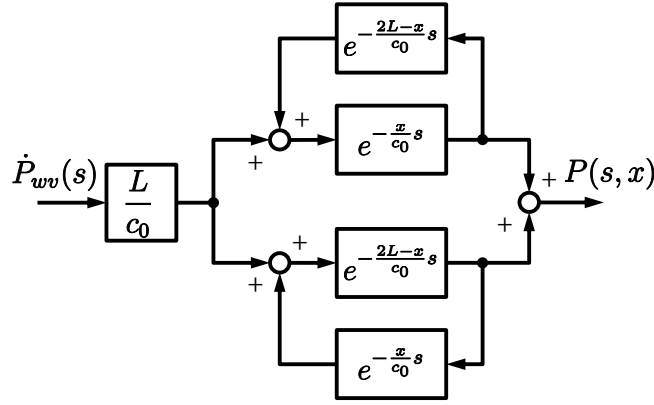 $e^{-\frac{2L-x}{c_0}s}$
+
$e^{-\frac{x}{c_0}s}$
+
$\dot{P}_{wv}(s)$
$\frac{L}{c_0}$
+
$P(s,x)$
+
+
$e^{-\frac{2L-x}{c_0}s}$
+
$e^{-\frac{x}{c_0}s}$